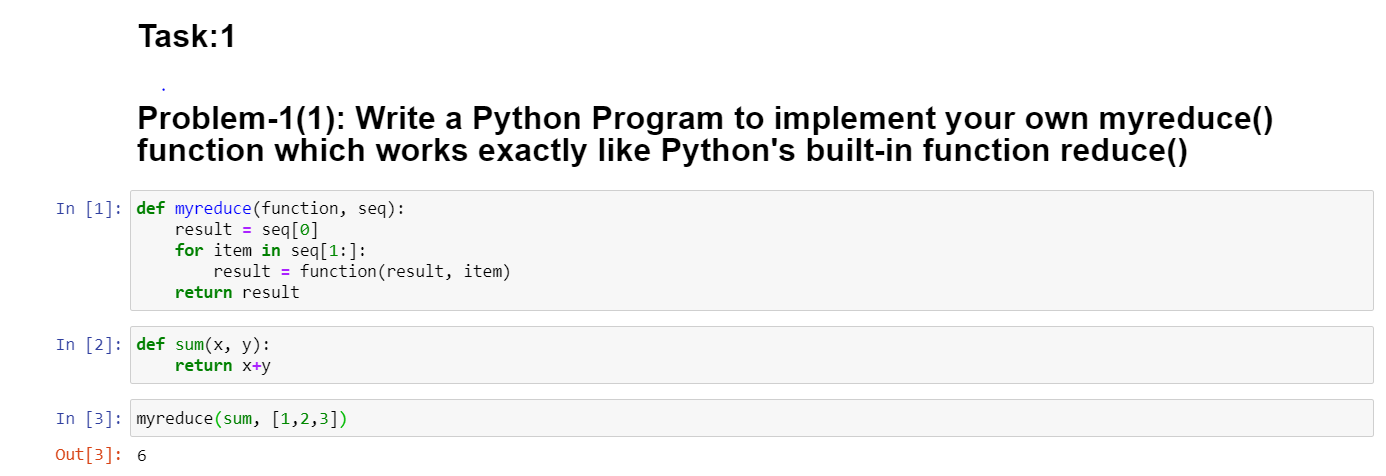 Task:1
.
Problem-1(1): Write a Python Program to implement your own myreduce()
function which works exactly like Python's built-in function reduce()
In [1]: def myreduce(function, seq):
    result = seq[0]
    for item in seq[1:]:
        result = function(result, item)
    return result
In [2]: def sum(x, y):
    return x+y
In [3]: myreduce(sum, [1,2,3])
Out[3]: 6